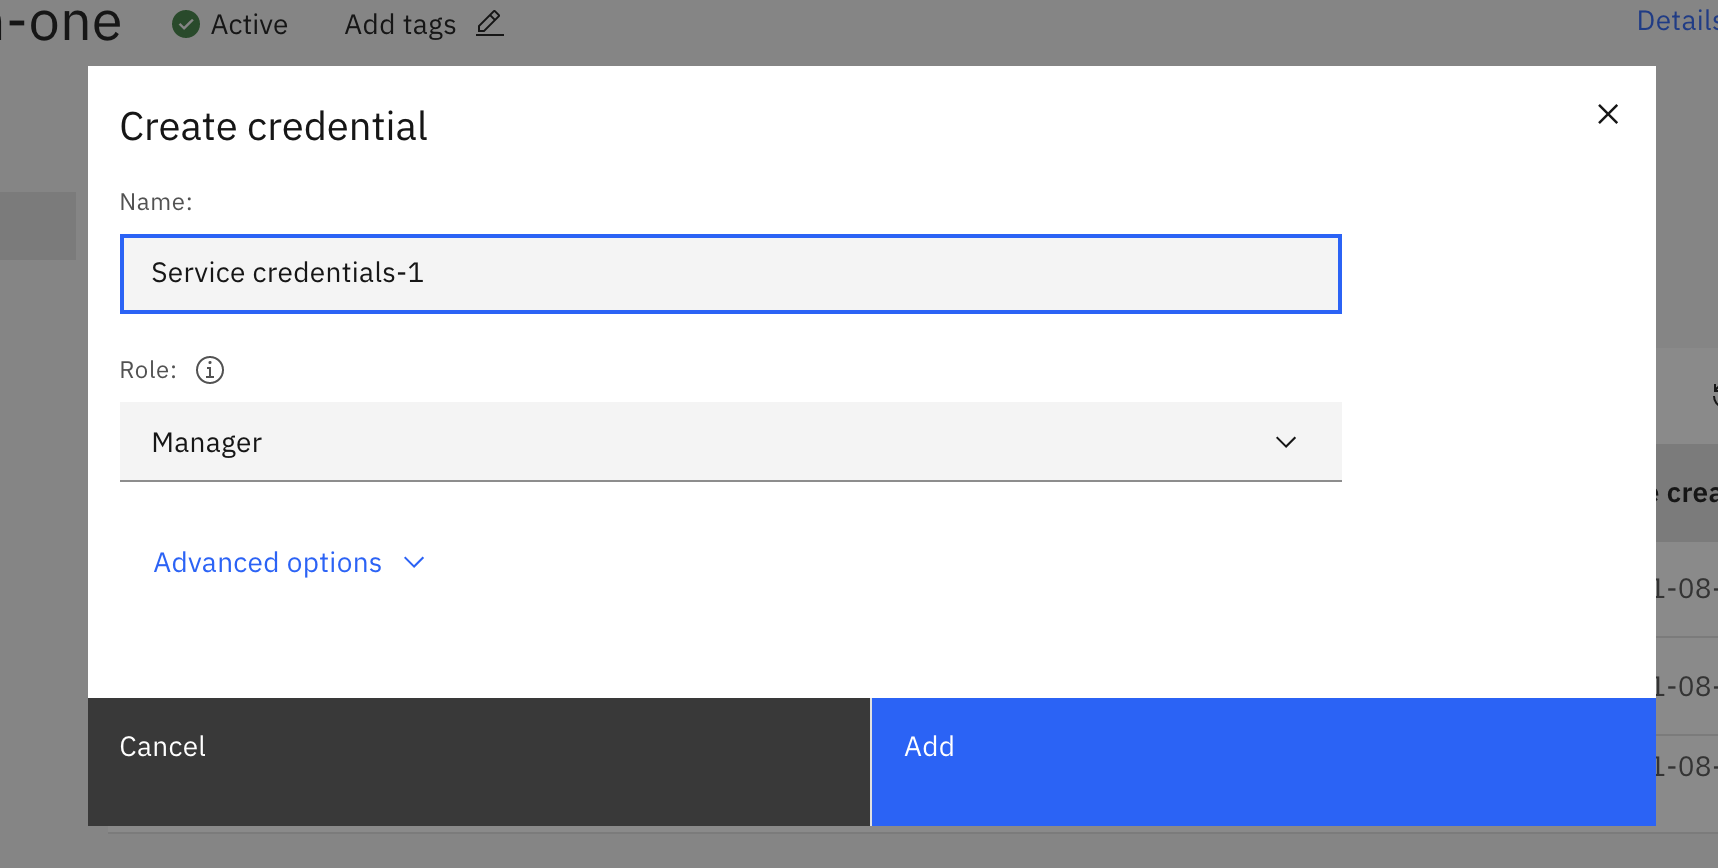 -one
Active
Add tags
Details
Create credential
Name:
Service credentials-1
Role:
Manager
Advanced options
Cancel
Add
crea
1-08-
1-08-
1-08-